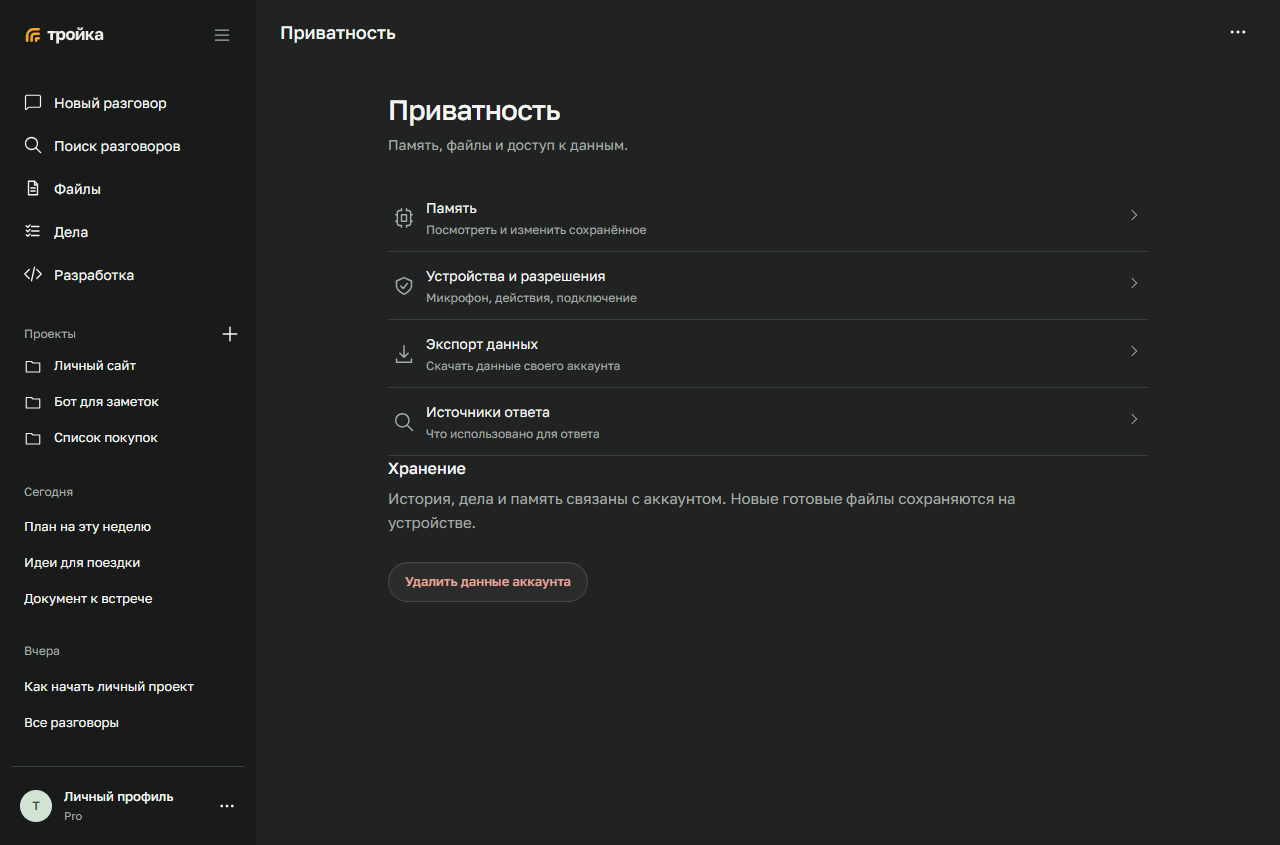 тройка
Приватность
Новый разговор
Поиск разговоров
Файлы
Дела
Разработка
Проекты
Личный сайт
Бот для заметок
Список покупок
Сегодня
План на эту неделю
Идеи для поездки
Документ к встрече
Вчера
Как начать личный проект
Все разговоры
Т
Личный профиль
Pro
Приватность
Память, файлы и доступ к данным.
Память
Посмотреть и изменить сохранённое
Устройства и разрешения
Микрофон, действия, подключение
Экспорт данных
Скачать данные своего аккаунта
Источники ответа
Что использовано для ответа
Хранение
История, дела и память связаны с аккаунтом. Новые готовые файлы сохраняются на
устройстве.
Удалить данные аккаунта